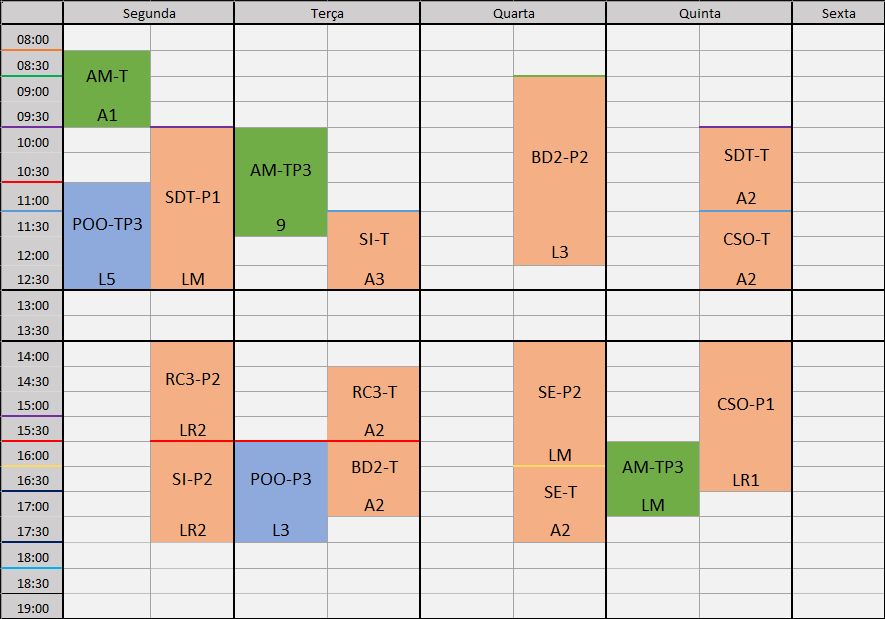 Segunda Terça Quarta Quinta Sexta
08:00
08:30
AM-T
09:00
09:30
A1
10:00
BD2-P2 SDT-T
10:30
AM-TP3
SDT-P1
11:00
A2
POO-TP3 9
11:30
SI-T CSO-T
12:00
L3
12:30
L5 LM A3 A2
13:00
13:30
14:00
14:30
RC3-P2 RC3-T SE-P2
15:00
CSO-P1
15:30
LR2 A2
16:00
LM
SI-P2 POO-P3 BD2-T AM-TP3
16:30
LR1
SE-T
17:00
A2 LM
17:30
LR2 L3 A2
18:00
18:30
19:00